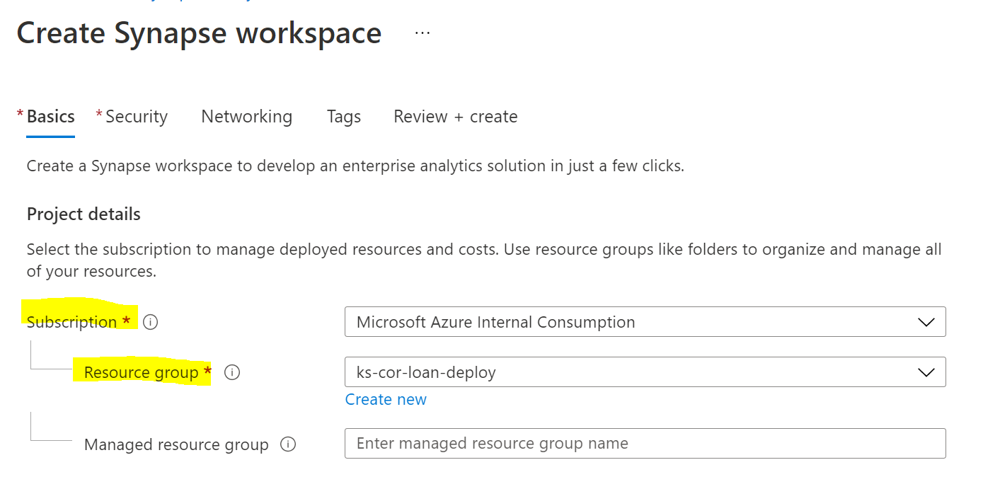 Create Synapse workspace ...
* Basics * Security Networking Tags Review + create
Create a Synapse workspace to develop an enterprise analytics solution in just a few clicks.
Project details
Select the subscription to manage deployed resources and costs. Use resource groups like folders to organize and manage all
of your resources.
Subscription * i Microsoft Azure Internal Consumption
Resource group * i ks-cor-loan-deploy
Create new
Managed resource group i Enter managed resource group name